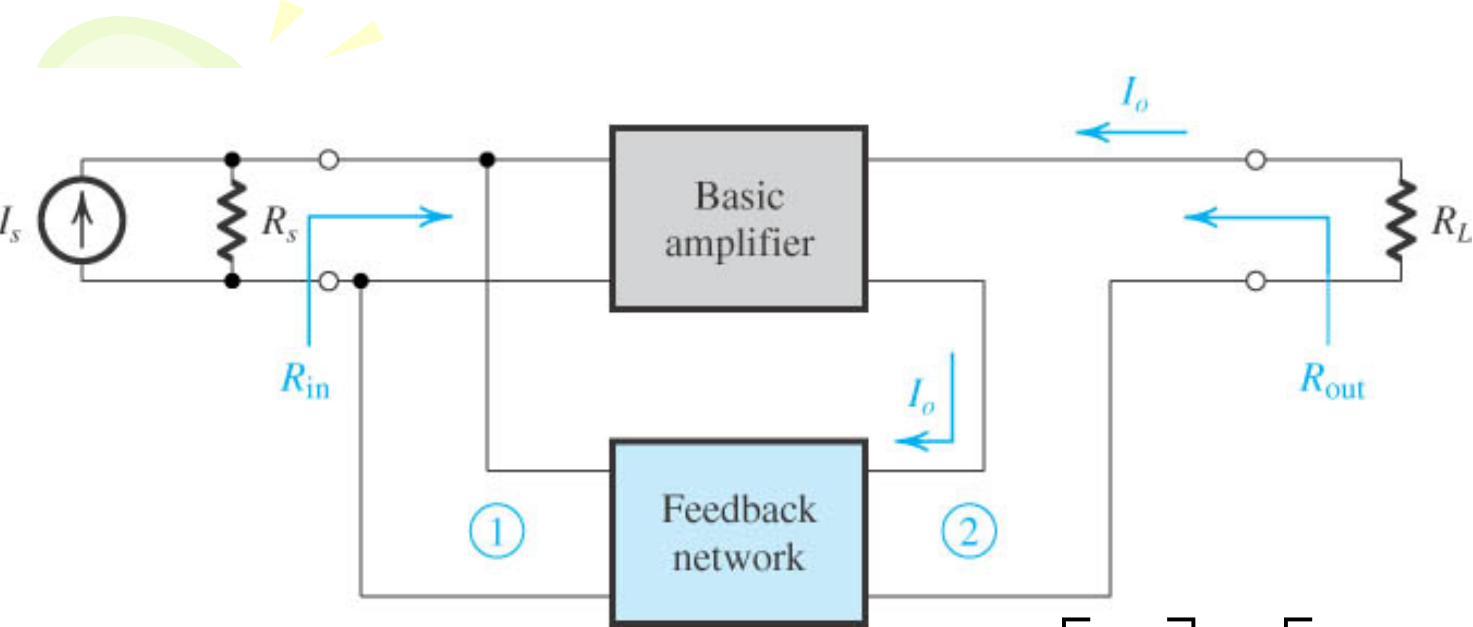 I_o
I_s
R_s
Basic
amplifier
R_L
R_in
I_o
R_out
Feedback
network
1
2